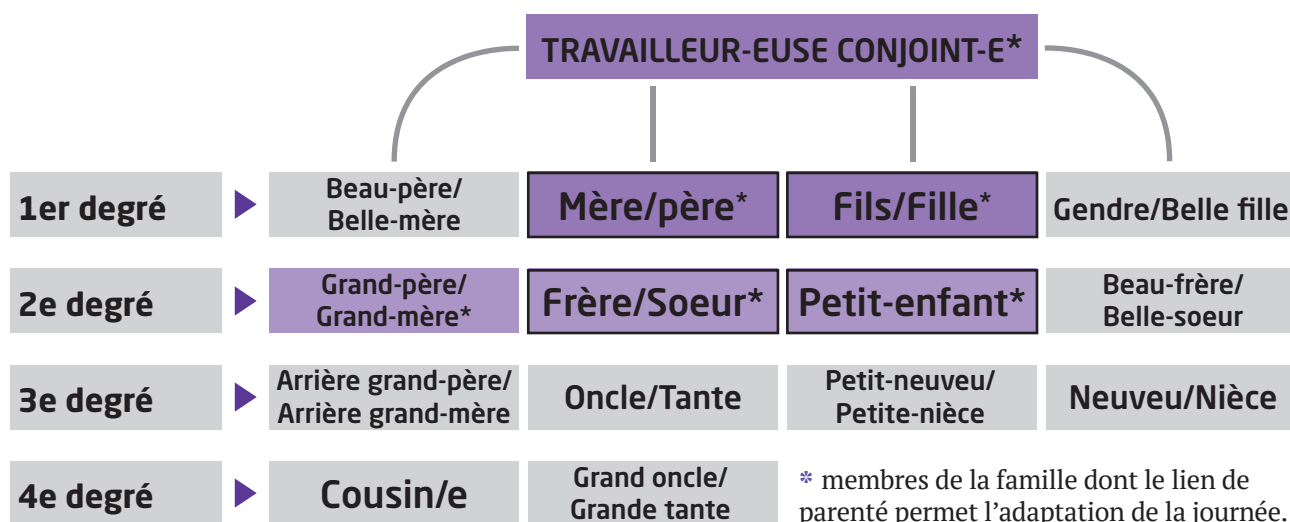 TRAVAILLEUR-EUSE CONJOINT-E*
1er degré
Beau-père/
Belle-mère
Mère/père*
Fils/Fille*
Gendre/Belle fille
2e degré
Grand-père/
Grand-mère*
Frère/Soeur*
Petit-enfant*
Beau-frère/
Belle-soeur
3e degré
Arrière grand-père/
Arrière grand-mère
Oncle/Tante
Petit-neuveu/
Petite-nièce
Neuveu/Nièce
4e degré
Cousin/e
Grand oncle/
Grande tante
* membres de la famille dont le lien de
parenté permet l'adaptation de la journée.